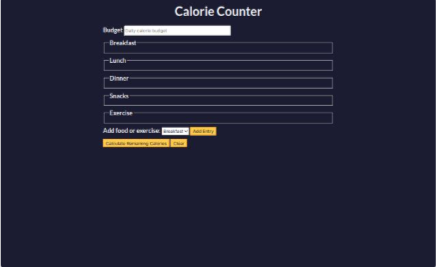 Calorie Counter
Budget Daily calorie budget
Breakfast
Lunch
Dinner
Snacks
Exercise
Add food or exercise: Breakfast Add Entry
Calculate Remaining Calories Clear